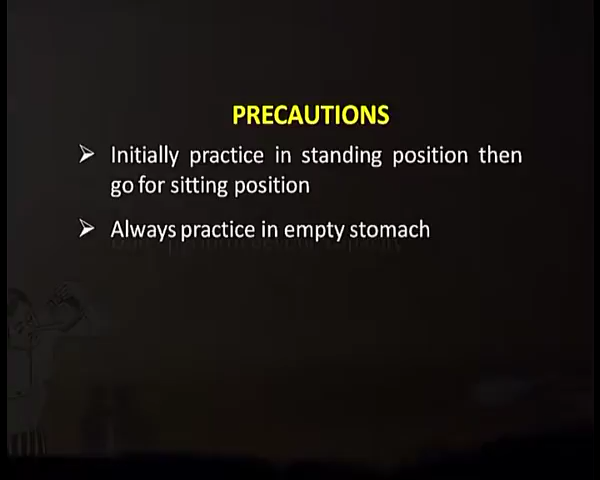 PRECAUTIONS
Initially practice in standing position then
go for sitting position
Always practice in empty stomach